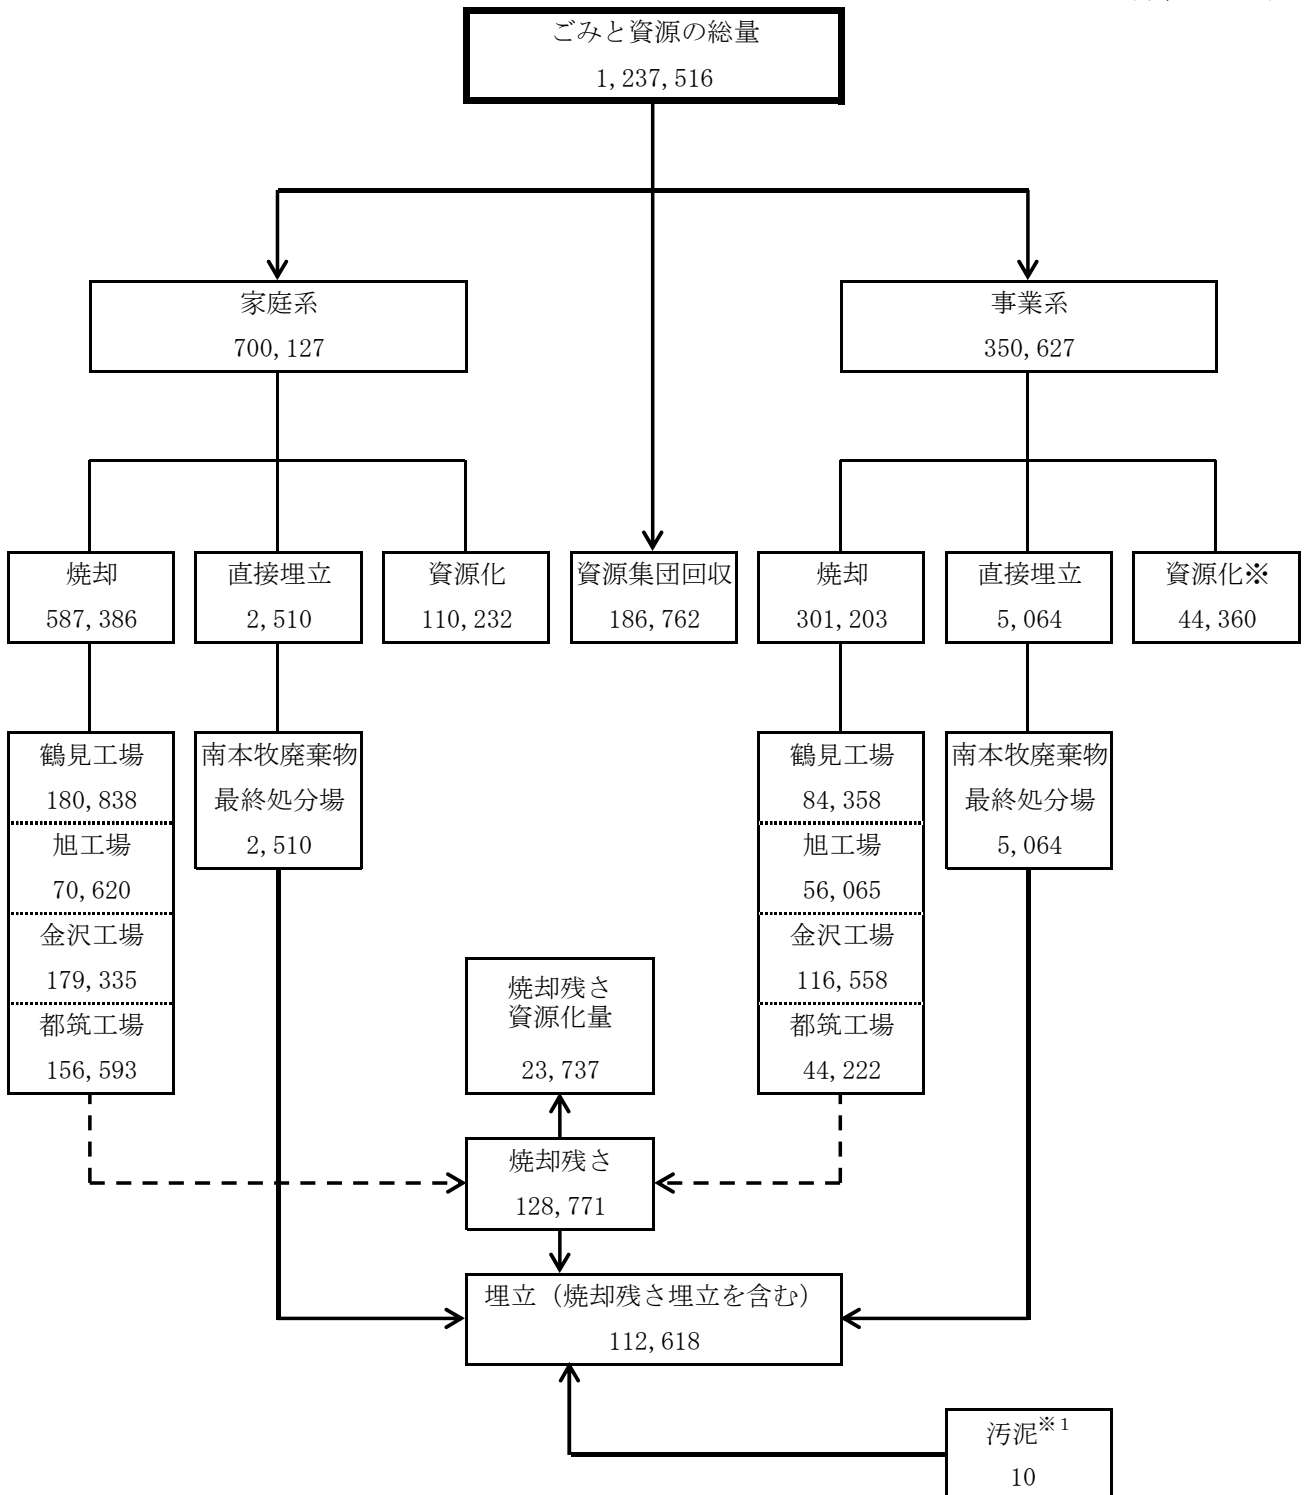 ごみと資源の総量
1,237,516
家庭系
700,127
事業系
350,627
焼却
587,386
直接埋立
2,510
資源化
110,232
資源集団回収
186,762
焼却
301,203
直接埋立
5,064
資源化※
44,360
鶴見工場
180,838
旭工場
70,620
金沢工場
179,335
都筑工場
156,593
南本牧廃棄物
最終処分場
2,510
鶴見工場
84,358
旭工場
56,065
金沢工場
116,558
都筑工場
44,222
南本牧廃棄物
最終処分場
5,064
焼却残さ
資源化量
23,737
焼却残さ
128,771
埋立（焼却残さ埋立を含む）
112,618
汚泥※1
10